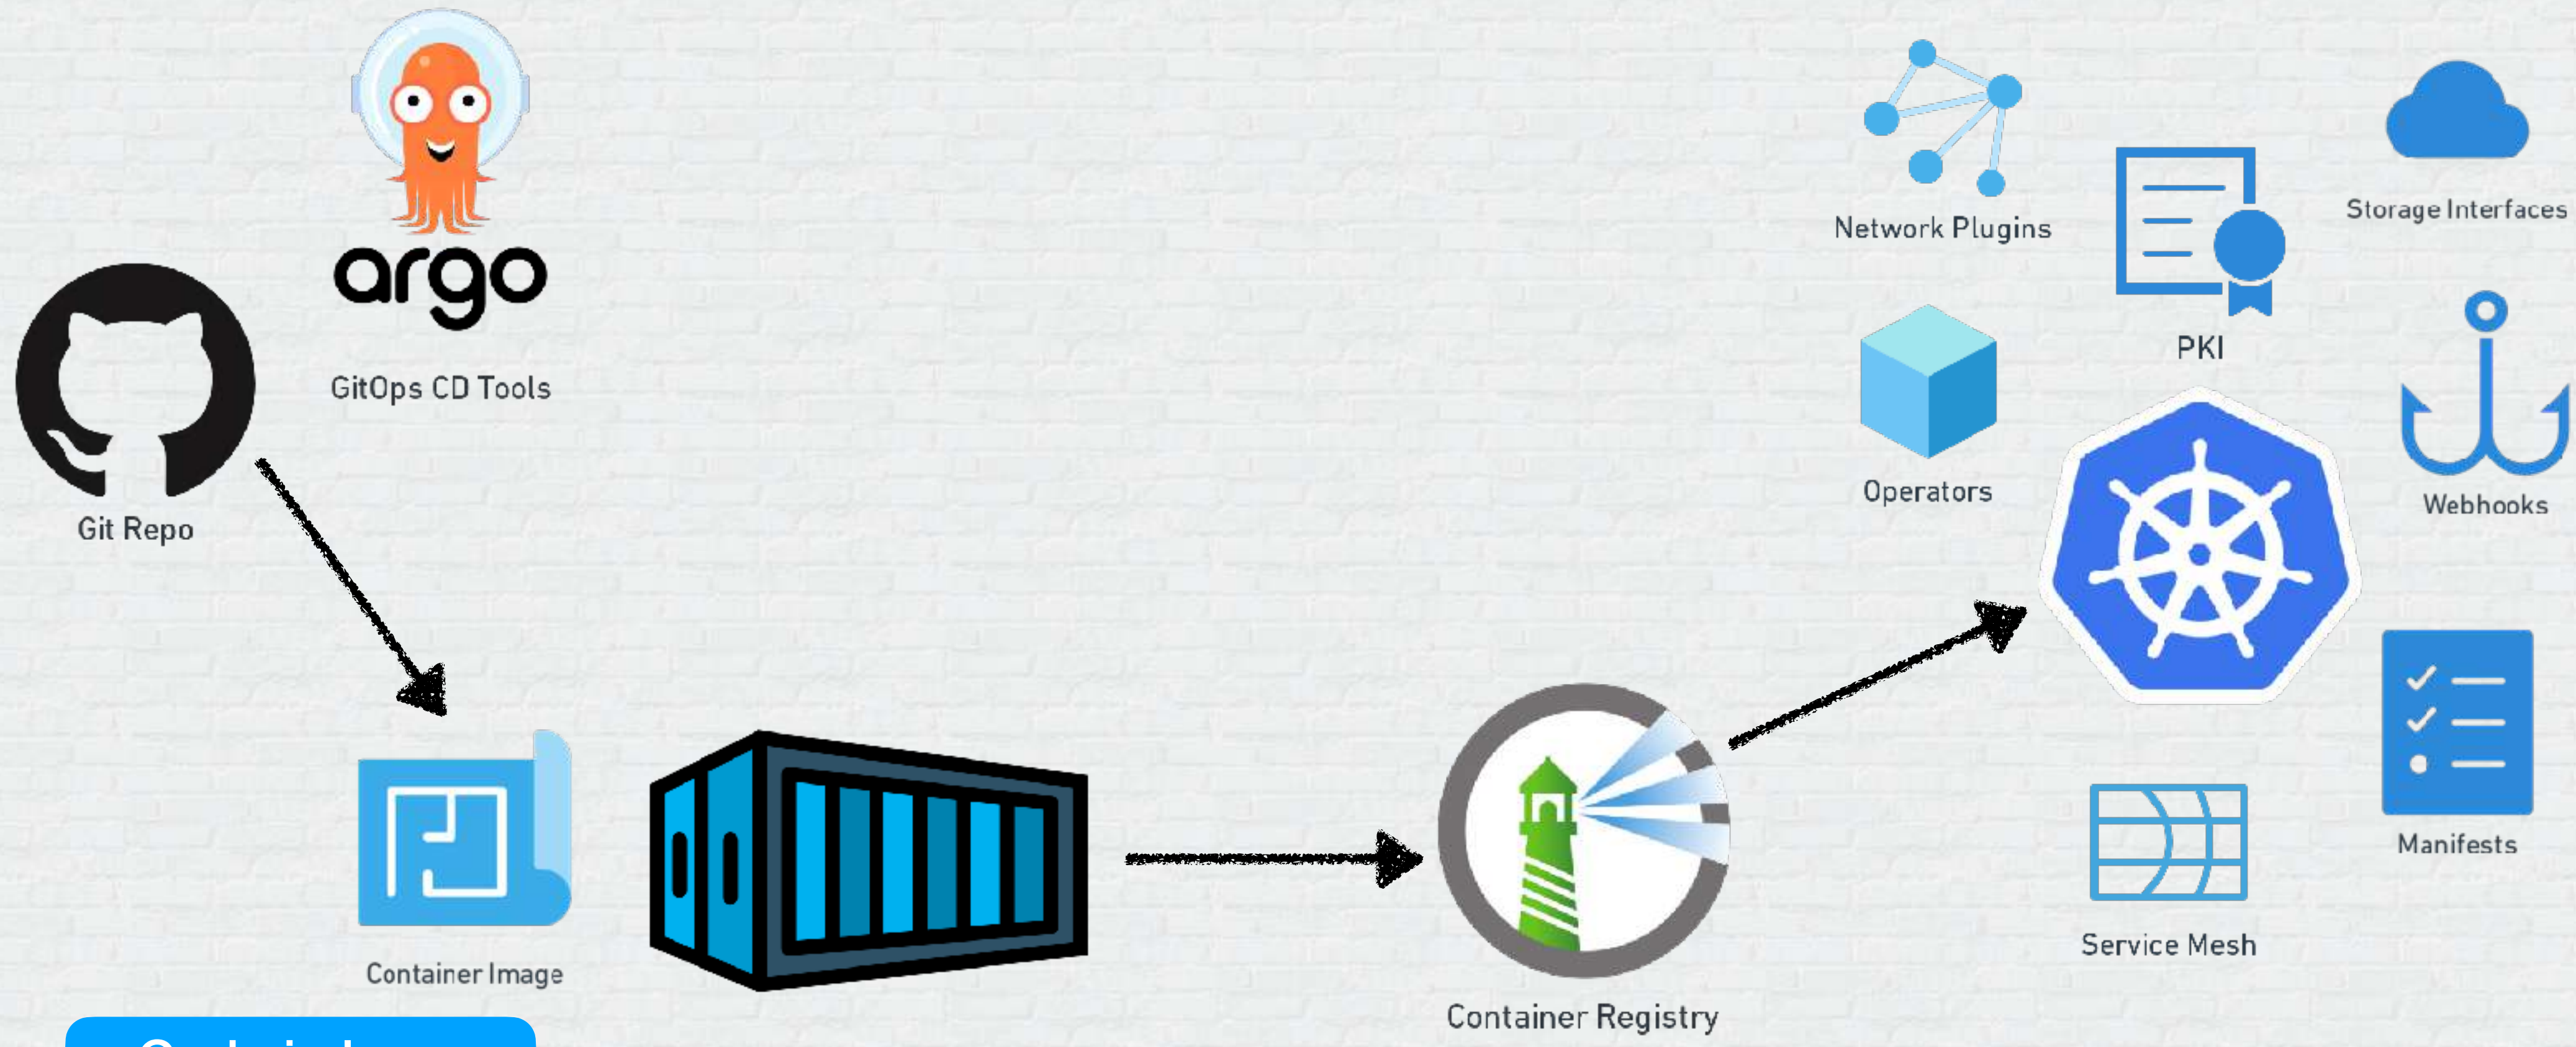 argo
GitOps CD Tools
Git Repo
Network Plugins
Storage Interfaces
PKI
Operators
Webhooks
Manifests
Service Mesh
Container Image
Container Registry